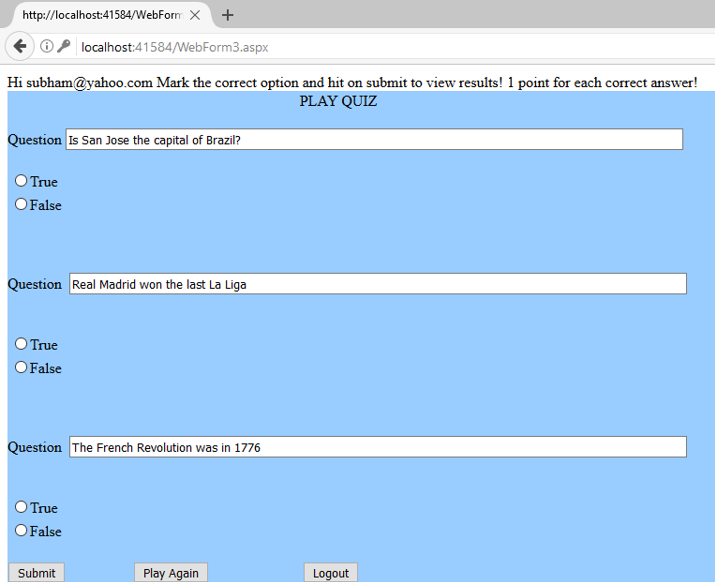 http://localhost:41584/WebForm
localhost:41584/WebForm3.aspx
Hi subham@yahoo.com Mark the correct option and hit on submit to view results! 1 point for each correct answer!
PLAY QUIZ
Question Is San Jose the capital of Brazil?
True
False
Question Real Madrid won the last La Liga
True
False
Question The French Revolution was in 1776
True
False
Submit Play Again Logout